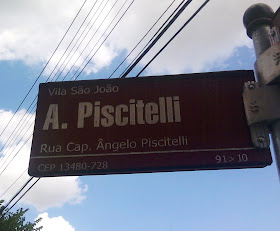 Vila São João
A. Piscitelli
Rua Cap. Ângelo Piscitelli
CEP 13480-728 91>10